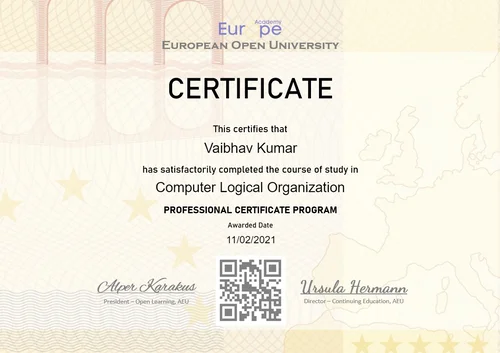 Academy
Europe
EUROPEAN OPEN UNIVERSITY
CERTIFICATE
This certifies that
Vaibhav Kumar
has satisfactorily completed the course of study in
Computer Logical Organization
PROFESSIONAL CERTIFICATE PROGRAM
Awarded Date
11/02/2021
Alper Karakus Ursula Hermann
President – Open Learning, AEU Director – Continuing Education, AEU